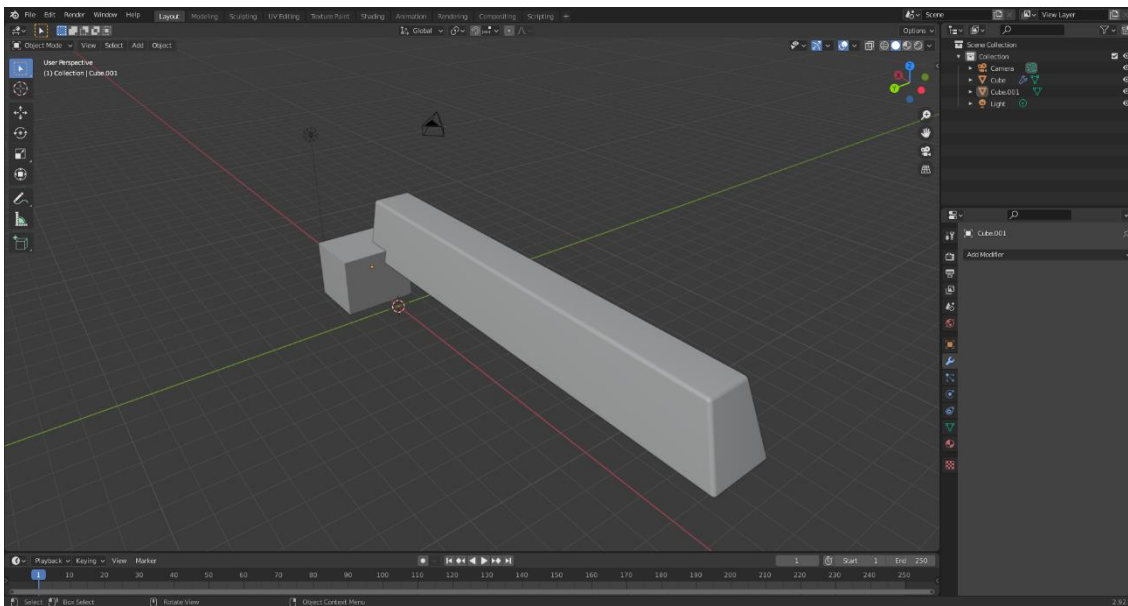 File Edit Render Window Help Layout Modeling Sculpting UV Editing Texture Paint Shading Animation Rendering Compositing Scripting + Scene View Layer
Global Options
Object Mode View Select Add Object
User Perspective
(1) Collection | Cube.001
Scene Collection
Collection
Camera
Cube
Cube.001
Light
Cube.001
Add Modifier
Playback Keying View Marker 1 Start 1 End 250
1 10 20 30 40 50 60 70 80 90 100 110 120 130 140 150 160 170 180 190 200 210 220 230 240 250
Select Box Select Rotate View Object Context Menu
X
Y
Z